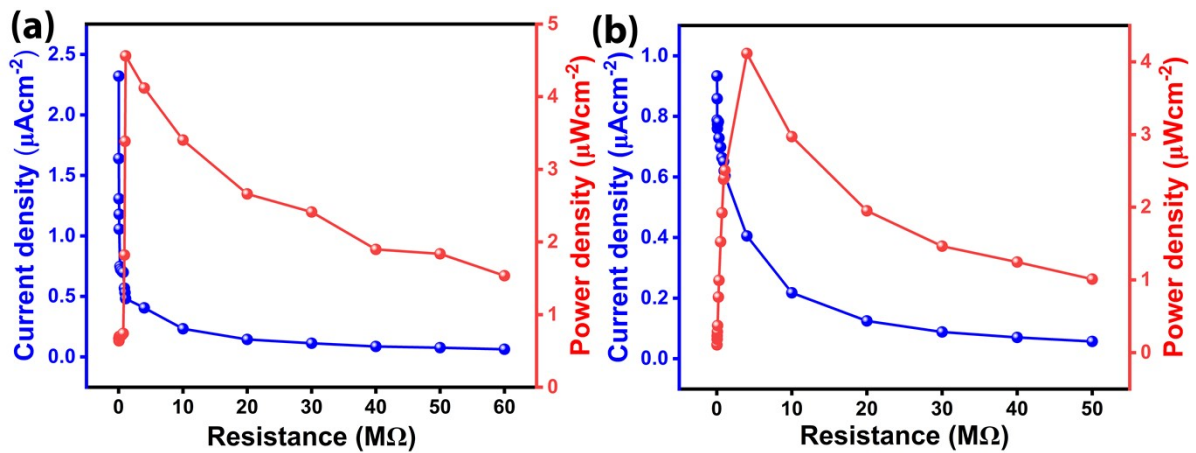 (a)
Current density (μAcm⁻²)
2.5
2.0
1.5
1.0
0.5
0.0
0 10 20 30 40 50 60
Resistance (MΩ)
5
4
3
2
1
0
Power density (μWcm⁻²)
(b)
Current density (μAcm⁻²)
1.0
0.8
0.6
0.4
0.2
0.0
0 10 20 30 40 50
Resistance (MΩ)
4
3
2
1
0
Power density (μWcm⁻²)